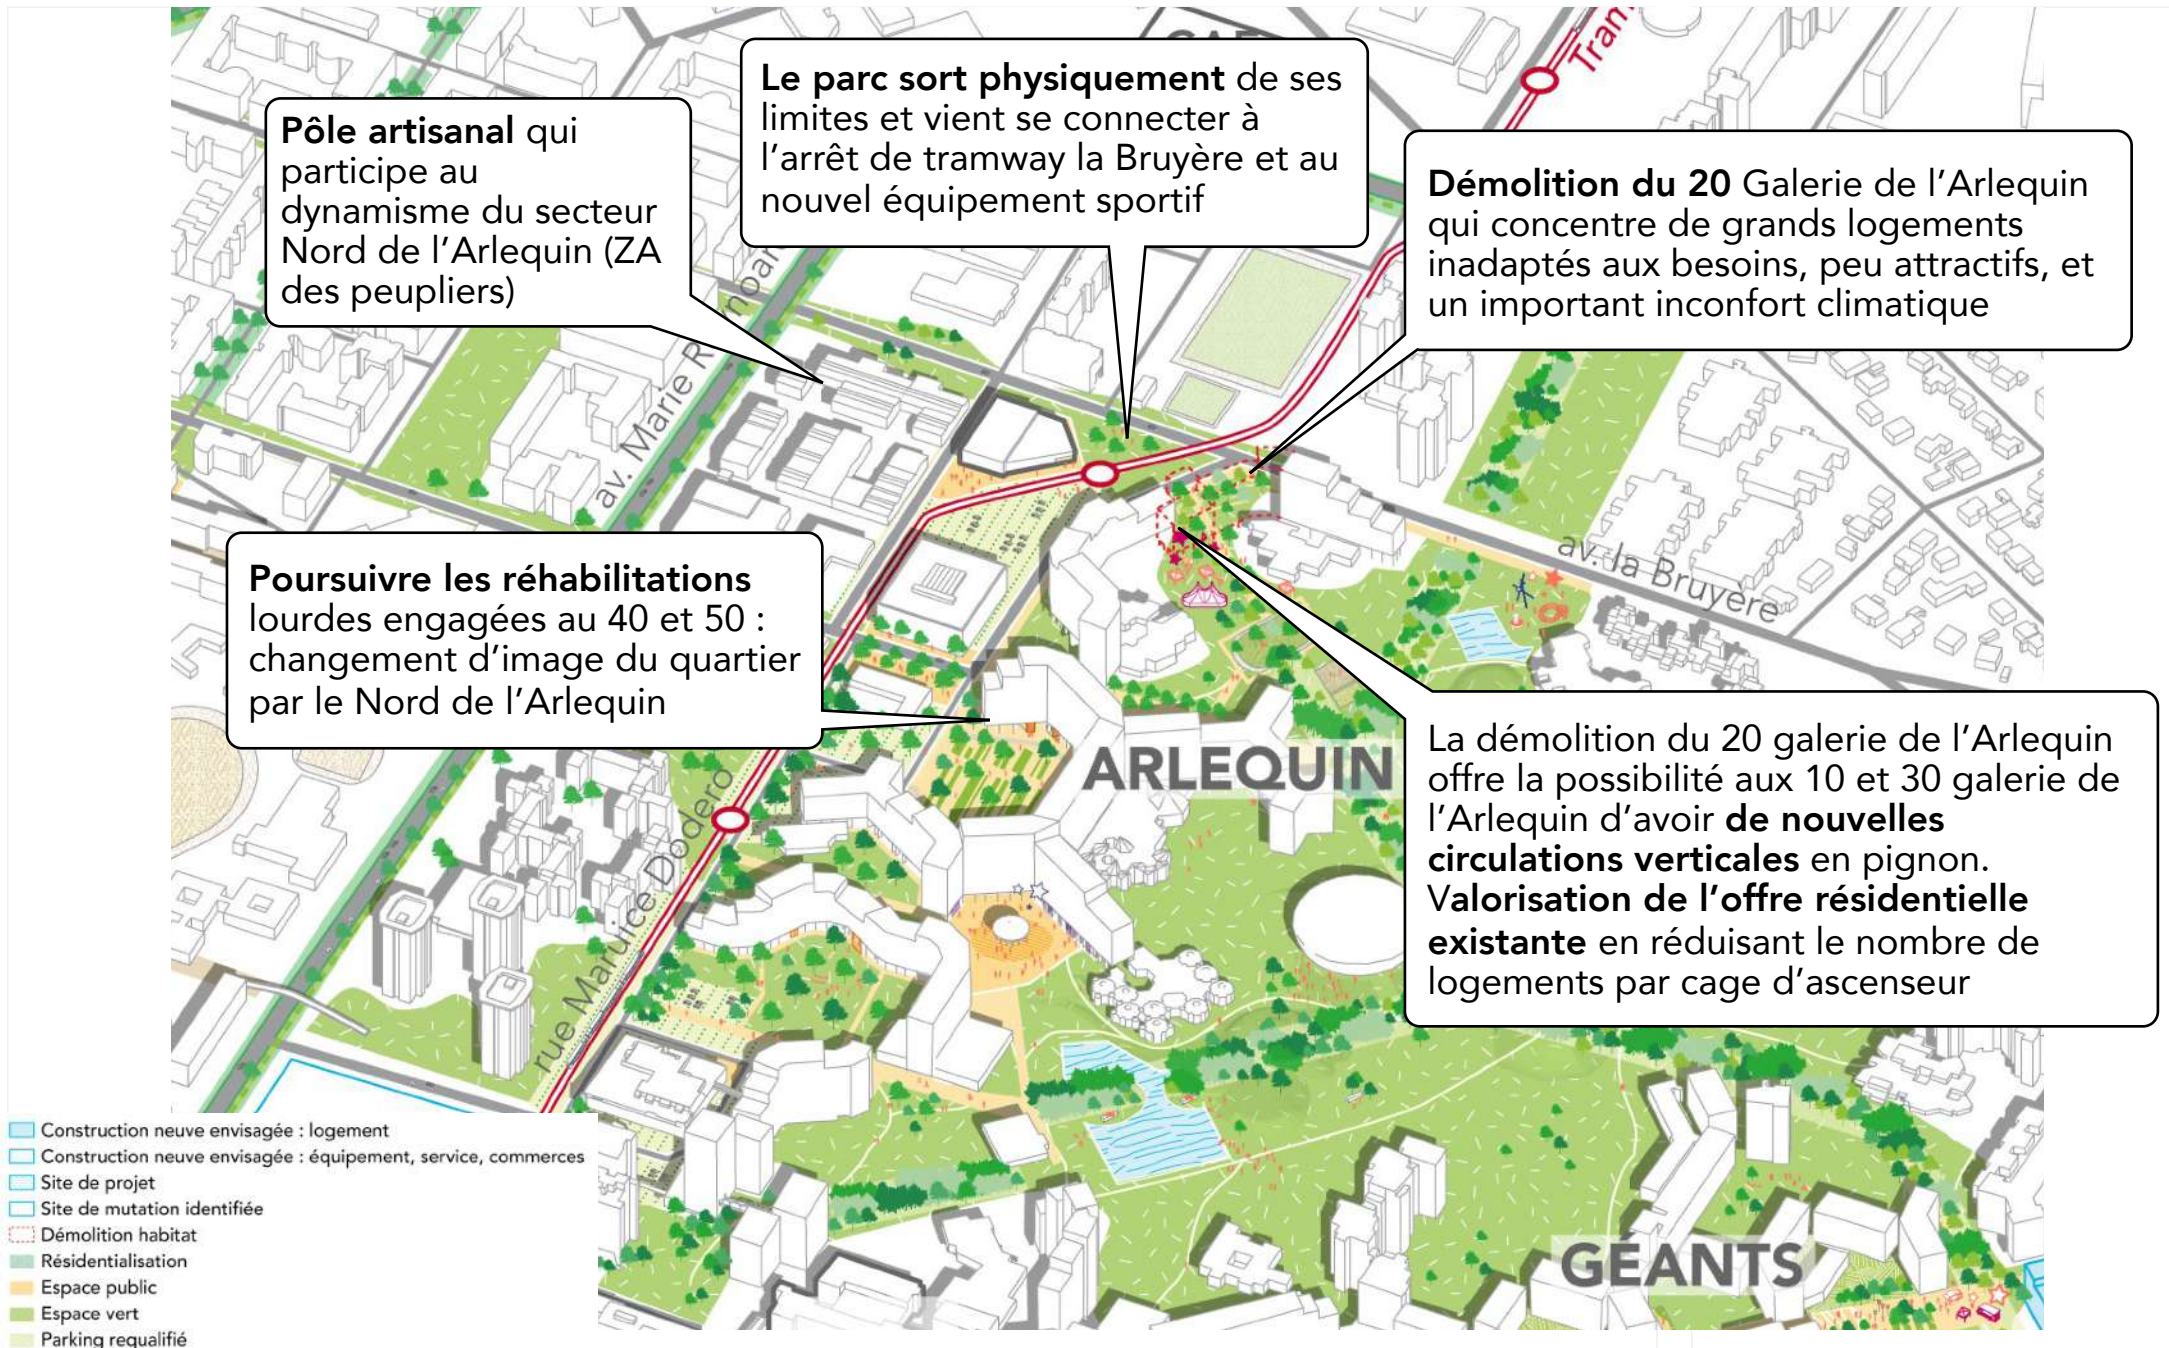 Tram
Le parc sort physiquement de ses
limites et vient se connecter à
l'arrêt de tramway la Bruyère et au
nouvel équipement sportif
Pôle artisanal qui
participe au
dynamisme du secteur
Nord de l'Arlequin (ZA
des peupliers)
Démolition du 20 Galerie de l'Arlequin
qui concentre de grands logements
inadaptés aux besoins, peu attractifs, et
un important inconfort climatique
av. Marie
av. la Bruyère
Poursuivre les réhabilitations
lourdes engagées au 40 et 50 :
changement d'image du quartier
par le Nord de l'Arlequin
ARLEQUIN
La démolition du 20 galerie de l'Arlequin
offre la possibilité aux 10 et 30 galerie de
l'Arlequin d'avoir de nouvelles
circulations verticales en pignon.
Valorisation de l'offre résidentielle
existante en réduisant le nombre de
logements par cage d'ascenseur
rue Maruice Dodero
GÉANTS
Construction neuve envisagée : logement
Construction neuve envisagée : équipement, service, commerces
Site de projet
Site de mutation identifiée
Démolition habitat
Résidentialisation
Espace public
Espace vert
Parking requalifié